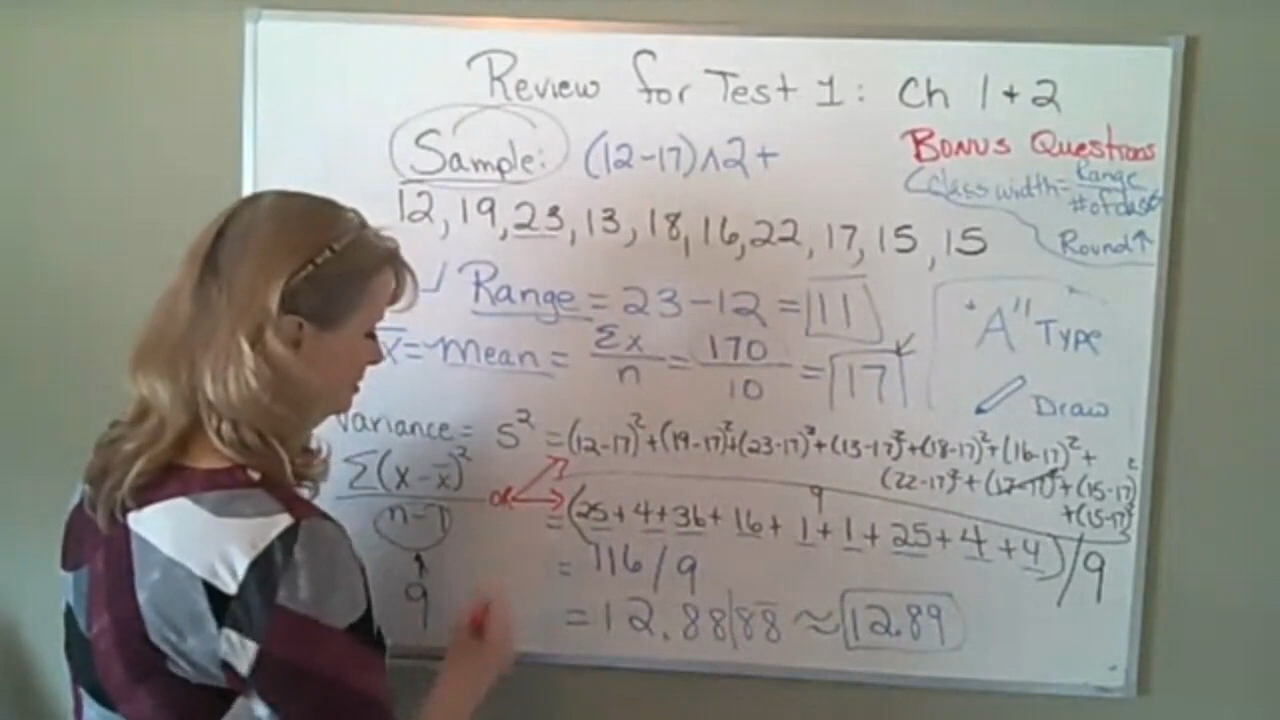 Review for Test 1: Ch 1 + 2
Bonus Questions
Sample: (12-17)^2+
class width = Range / # of class
Round↑
12, 19, 23, 13, 18, 16, 22, 17, 15, 15
Range = 23 - 12 = 11
x̄ = Mean = Σx / n = 170 / 10 = 17
"A" Type
Draw
Variance = S² = (12-17)² + (19-17)² + (23-17)² + (13-17)² + (18-17)² + (16-17)² +
(22-17)² + (17-17)² + (15-17)²
+ (15-17)²
Σ(x-x̄)²
n-1
9
or
9
= (25 + 4 + 36 + 16 + 1 + 1 + 25 + 4 + 4)/9
= 116/9
= 12.88|88 ≈ 12.89